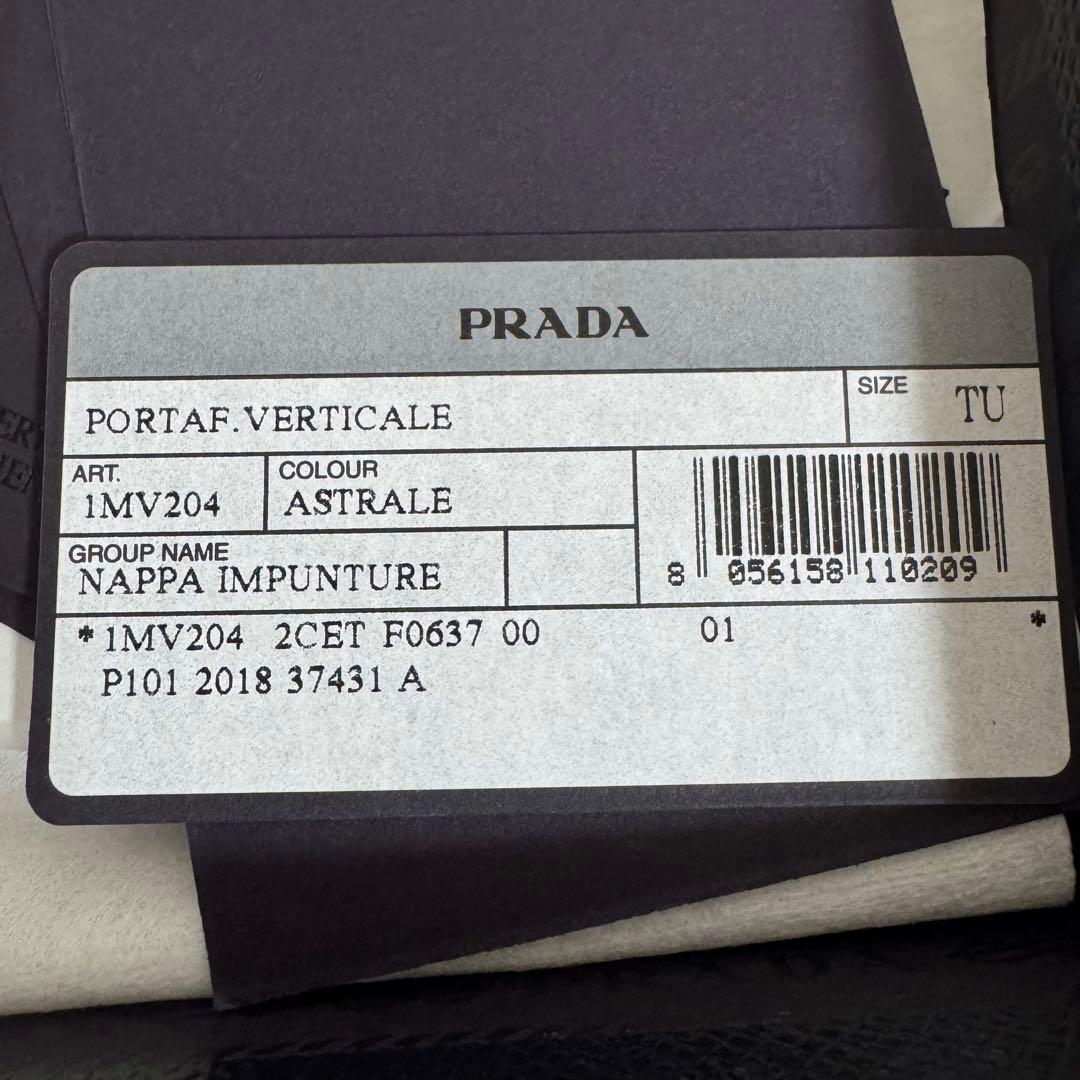 PRADA
PORTAF.VERTICALE
SIZE TU
ART.
1MV204
COLOUR
ASTRALE
GROUP NAME
NAPPA IMPUNTURE
8 056158 110209
*1MV204 2CET F0637 00 01 *
P101 2018 37431 A